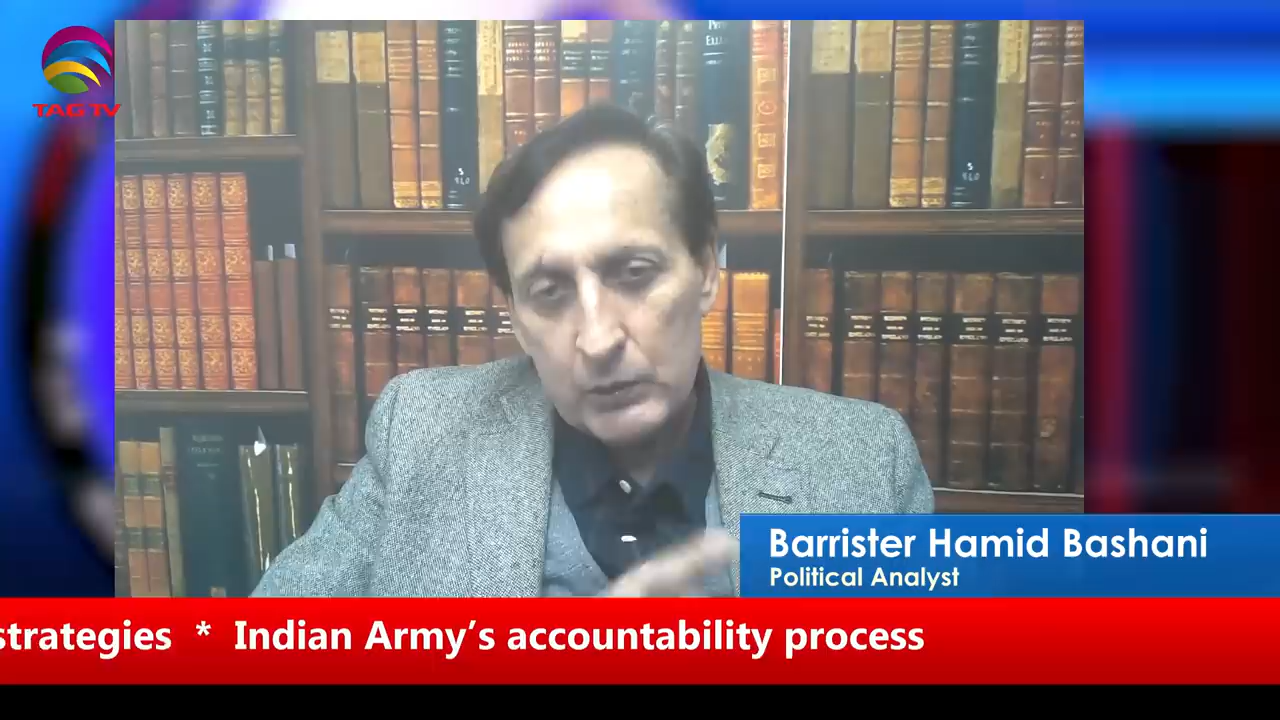 TAG TV
Barrister Hamid Bashani
Political Analyst
strategies * Indian Army’s accountability process